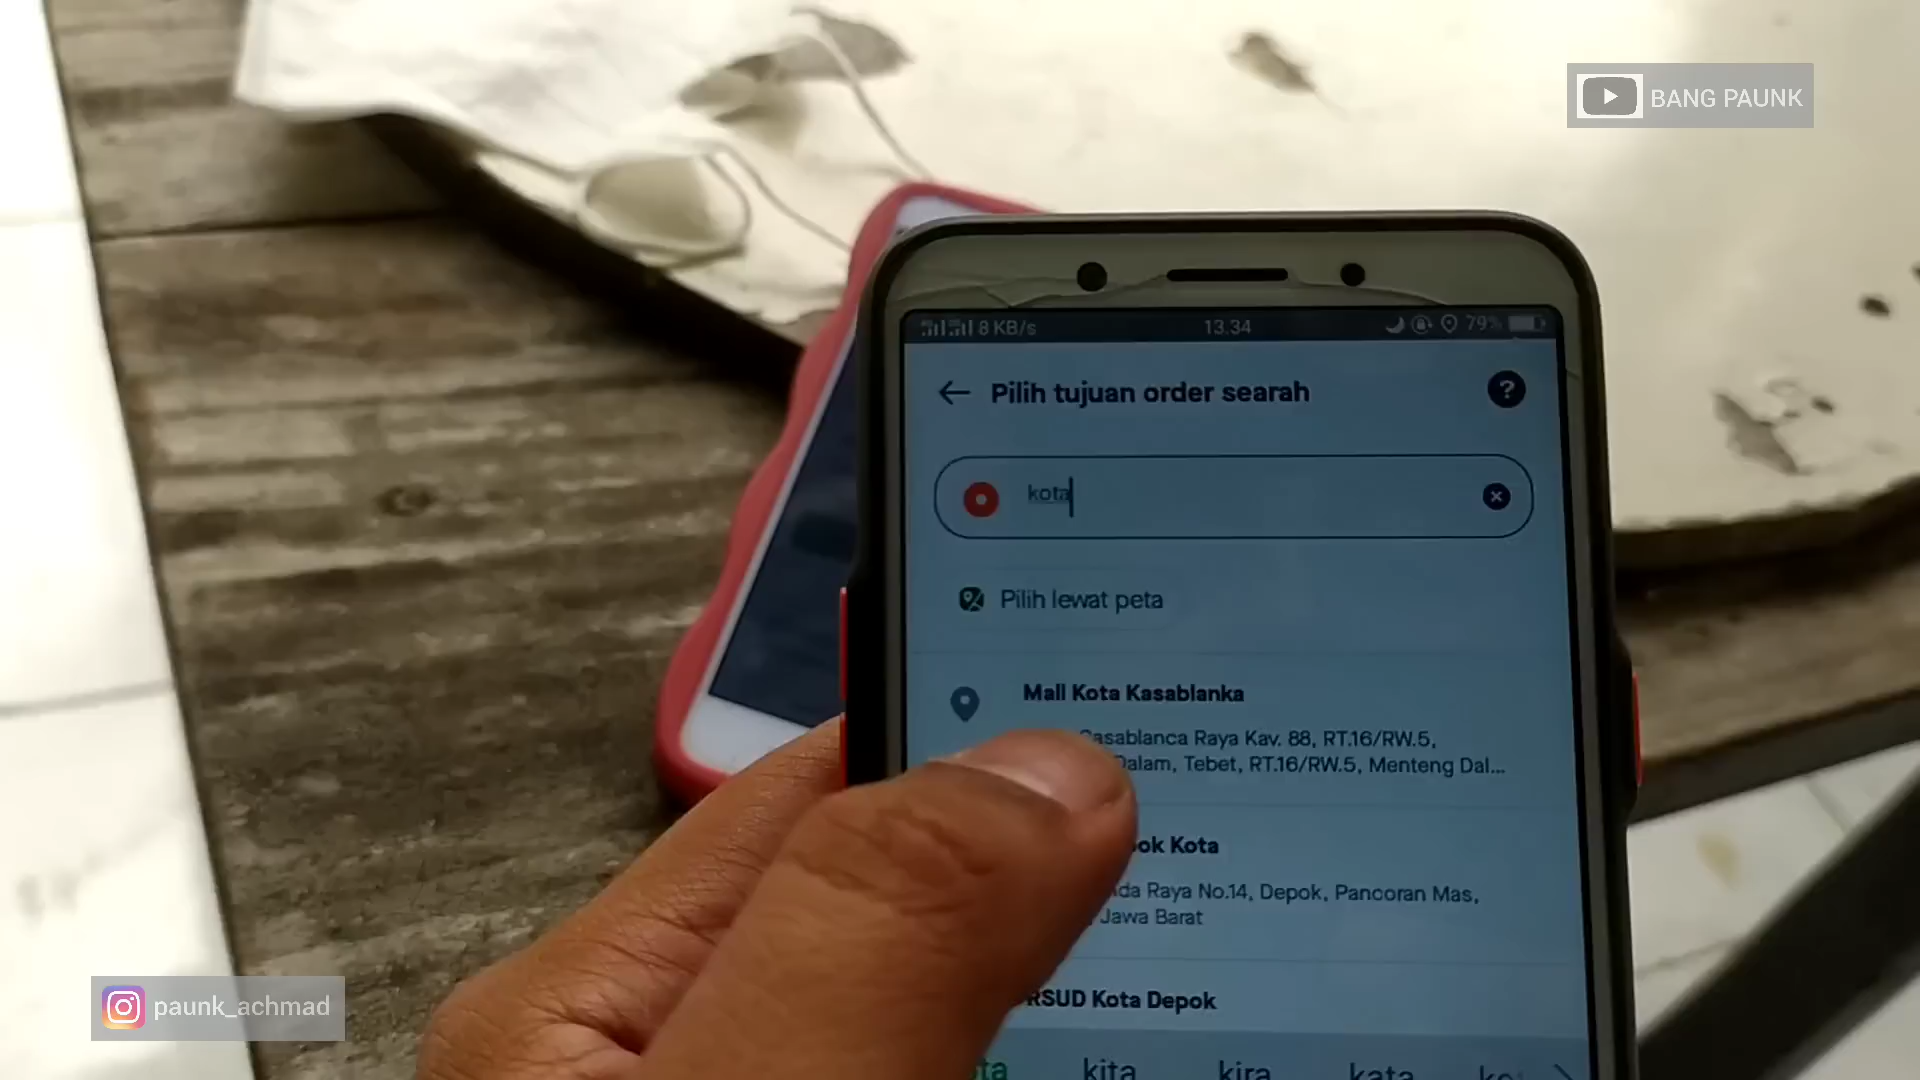 BANG PAUNK
8 KB/s 13.34 79%
Pilih tujuan order searah
kota
Pilih lewat peta
Mall Kota Kasablanka
Casablanca Raya Kav. 88, RT.16/RW.5,
Dalam, Tebet, RT.16/RW.5, Menteng Dal...
Kota
Raya No.14, Depok, Pancoran Mas,
Jawa Barat
RSUD Kota Depok
kita kira kata
paunk_achmad